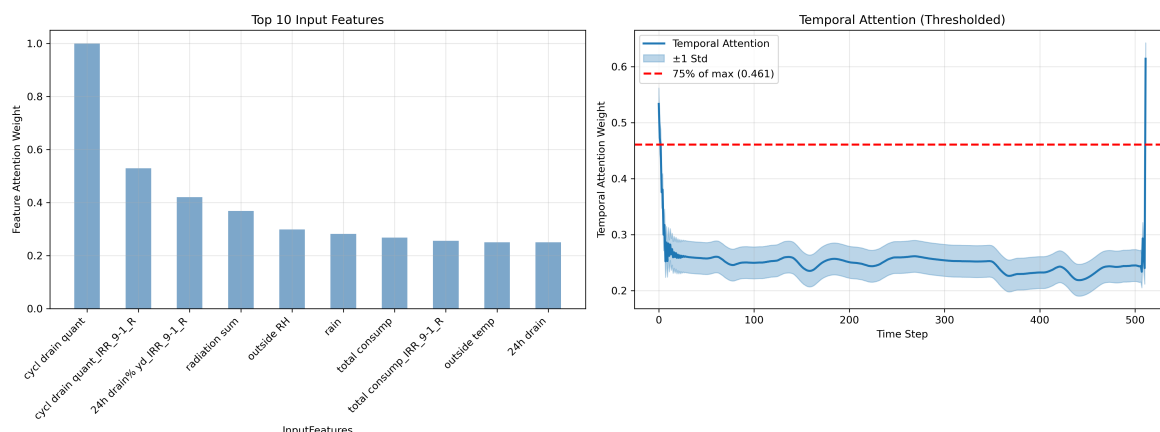 Top 10 Input Features
Feature Attention Weight
1.0
0.8
0.6
0.4
0.2
0.0
cycl drain quant
cycl drain quant_IRR_9-1_R
24h drain% yd_IRR_9-1_R
radiation sum
outside RH
rain
total consump
total consump_IRR_9-1_R
outside temp
24h drain
InputFeatures
Temporal Attention (Thresholded)
Temporal Attention
±1 Std
75% of max (0.461)
Temporal Attention Weight
0.6
0.5
0.4
0.3
0.2
0
100
200
300
400
500
Time Step